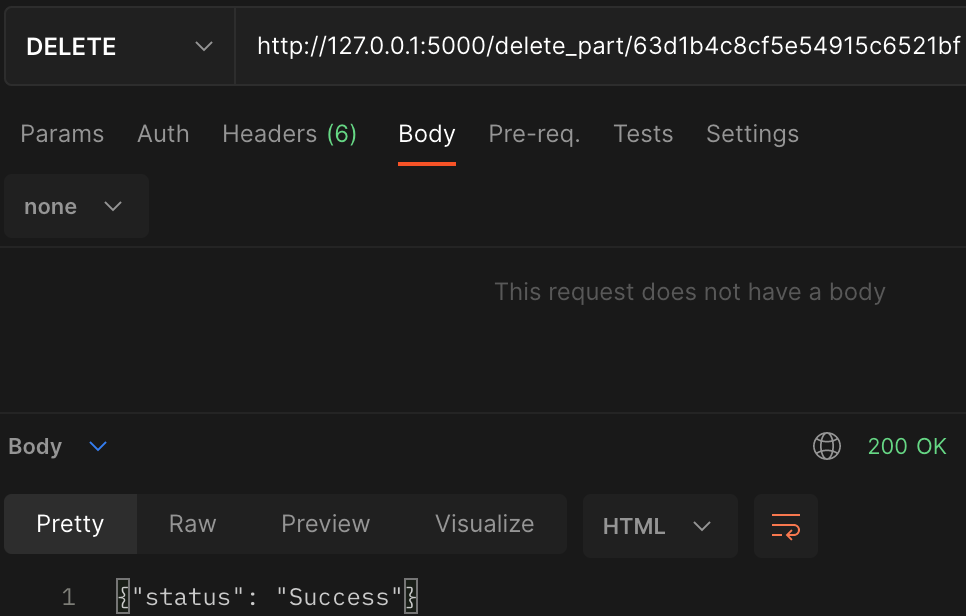 DELETE http://127.0.0.1:5000/delete_part/63d1b4c8cf5e54915c6521bf
Params Auth Headers (6) Body Pre-req. Tests Settings
none
This request does not have a body
Body 200 OK
Pretty Raw Preview Visualize HTML
1 {"status": "Success"}